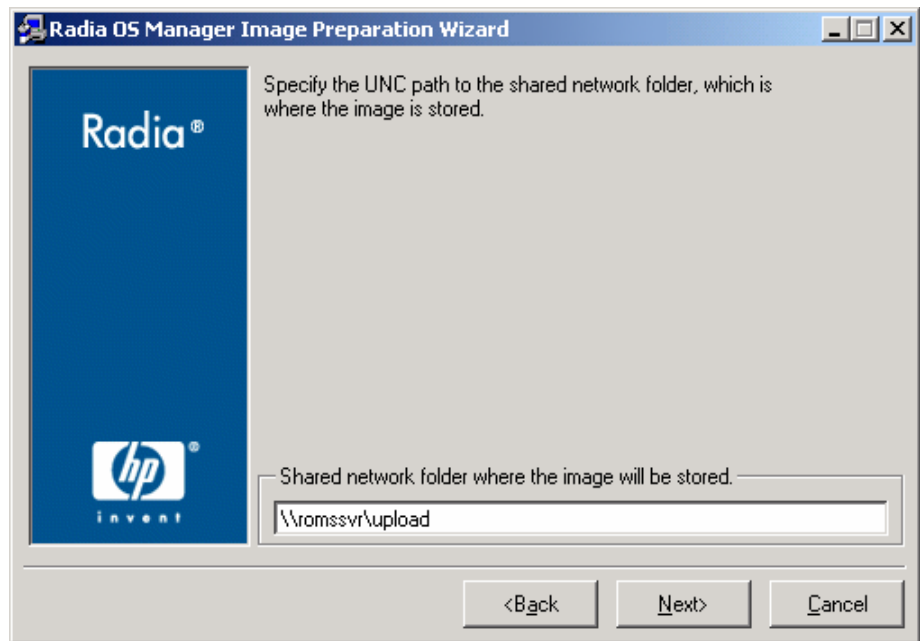 Radia OS Manager Image Preparation Wizard
Specify the UNC path to the shared network folder, which is
where the image is stored.
Radia®
hp®
invent
Shared network folder where the image will be stored.
\\romssvr\upload
<Back
Next>
Cancel